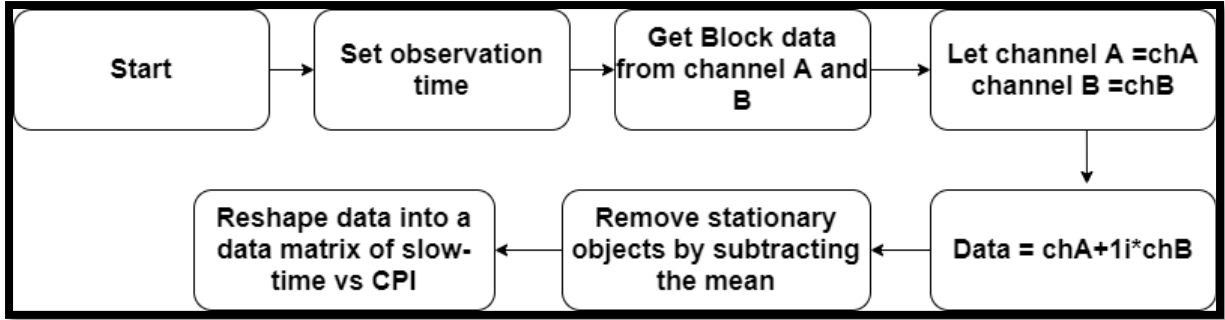 Start
Set observation
time
Get Block data
from channel A and
B
Let channel A =chA
channel B =chB
Data = chA+1i*chB
Remove stationary
objects by subtracting
the mean
Reshape data into a
data matrix of slow-
time vs CPI